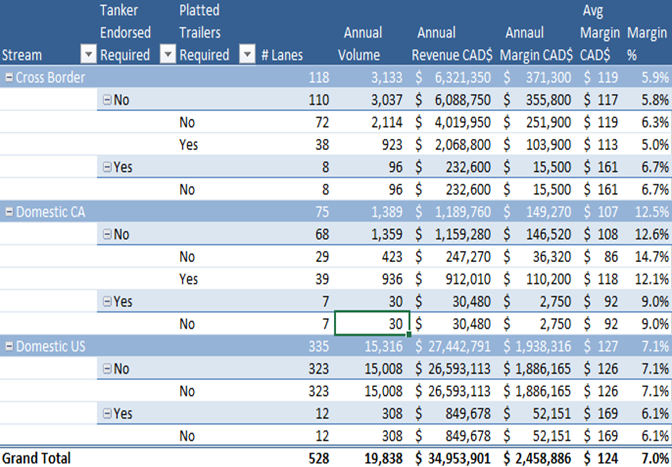 Tanker Platted Avg
Endorsed Trailers Annual Annual Annaul Margin Margin
Stream Required Required # Lanes Volume Revenue CAD$ Margin CAD$ CAD$ %
Cross Border 118 3,133 $ 6,321,350 $ 371,300 $ 119 5.9%
No 110 3,037 $ 6,088,750 $ 355,800 $ 117 5.8%
No 72 2,114 $ 4,019,950 $ 251,900 $ 119 6.3%
Yes 38 923 $ 2,068,800 $ 103,900 $ 113 5.0%
Yes 8 96 $ 232,600 $ 15,500 $ 161 6.7%
No 8 96 $ 232,600 $ 15,500 $ 161 6.7%
Domestic CA 75 1,389 $ 1,189,760 $ 149,270 $ 107 12.5%
No 68 1,359 $ 1,159,280 $ 146,520 $ 108 12.6%
No 29 423 $ 247,270 $ 36,320 $ 86 14.7%
Yes 39 936 $ 912,010 $ 110,200 $ 118 12.1%
Yes 7 30 $ 30,480 $ 2,750 $ 92 9.0%
No 7 30 $ 30,480 $ 2,750 $ 92 9.0%
Domestic US 335 15,316 $ 27,442,791 $ 1,938,316 $ 127 7.1%
No 323 15,008 $ 26,593,113 $ 1,886,165 $ 126 7.1%
No 323 15,008 $ 26,593,113 $ 1,886,165 $ 126 7.1%
Yes 12 308 $ 849,678 $ 52,151 $ 169 6.1%
No 12 308 $ 849,678 $ 52,151 $ 169 6.1%
Grand Total 528 19,838 $ 34,953,901 $ 2,458,886 $ 124 7.0%